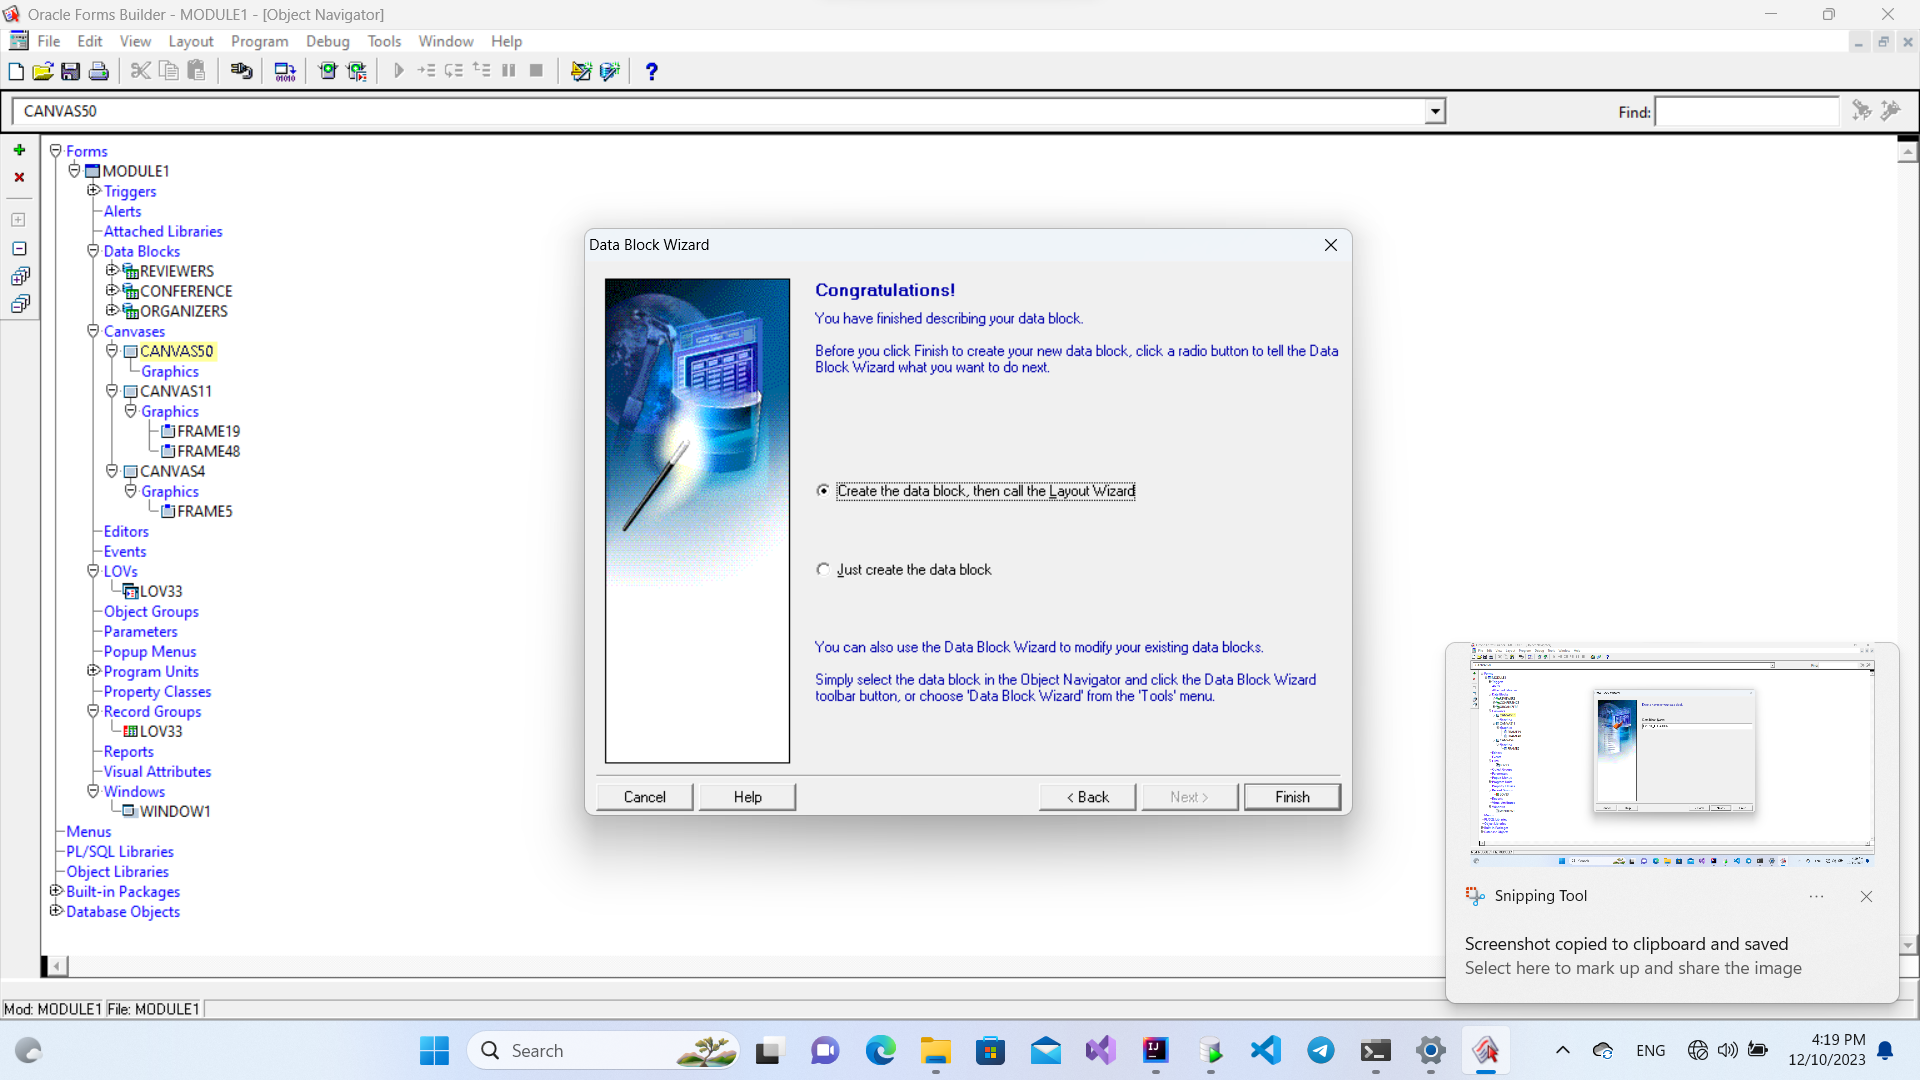 Oracle Forms Builder - MODULE1 - [Object Navigator]
File Edit View Layout Program Debug Tools Window Help
CANVAS50
Find:
Forms
MODULE1
Triggers
Alerts
Attached Libraries
Data Blocks
REVIEWERS
CONFERENCE
ORGANIZERS
Canvases
CANVAS50
Graphics
CANVAS11
Graphics
FRAME19
FRAME48
CANVAS4
Graphics
FRAME5
Editors
Events
LOVs
LOV33
Object Groups
Parameters
Popup Menus
Program Units
Property Classes
Record Groups
LOV33
Reports
Visual Attributes
Windows
WINDOW1
Menus
PL/SQL Libraries
Object Libraries
Built-in Packages
Database Objects
Data Block Wizard
Congratulations!
You have finished describing your data block.
Before you click Finish to create your new data block, click a radio button to tell the Data
Block Wizard what you want to do next.
Create the data block, then call the Layout Wizard
Just create the data block
You can also use the Data Block Wizard to modify your existing data blocks.
Simply select the data block in the Object Navigator and click the Data Block Wizard
toolbar button, or choose 'Data Block Wizard' from the 'Tools' menu.
Cancel Help < Back Next > Finish
Snipping Tool
Screenshot copied to clipboard and saved
Select here to mark up and share the image
Mod: MODULE1 File: MODULE1
Search
ENG
4:19 PM
12/10/2023